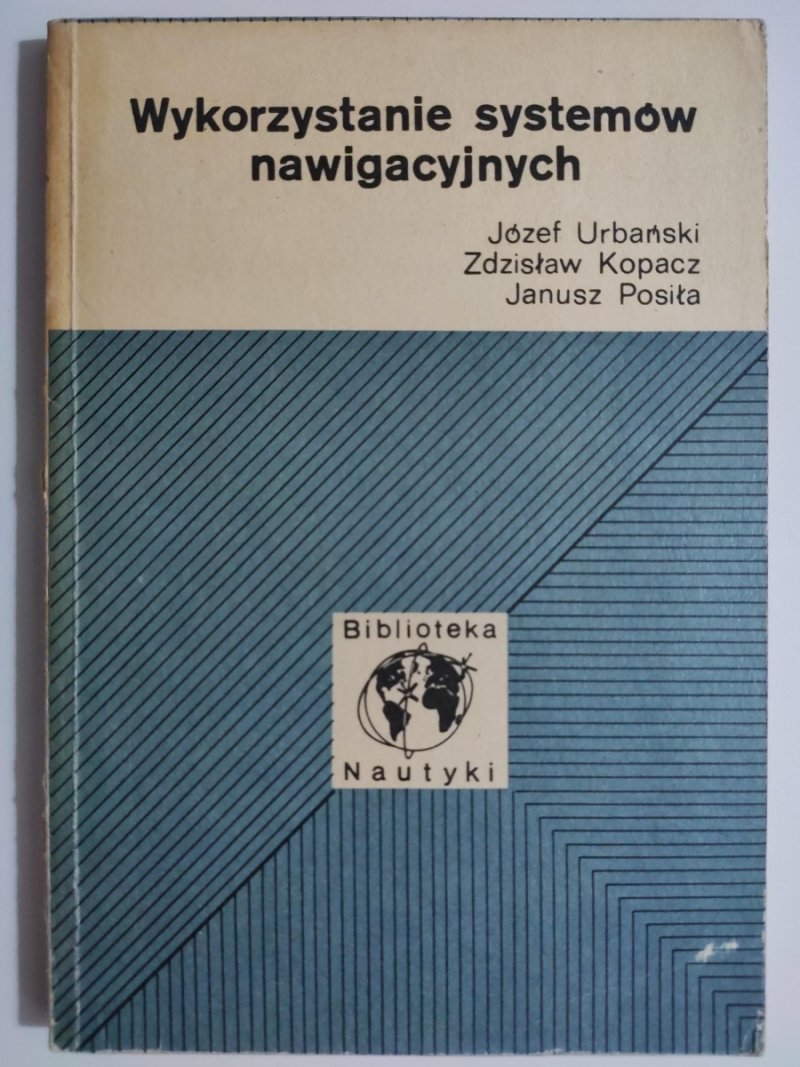 Wykorzystanie systemów
nawigacyjnych
Józef Urbański
Zdzisław Kopacz
Janusz Posiła
Biblioteka
Nautyki